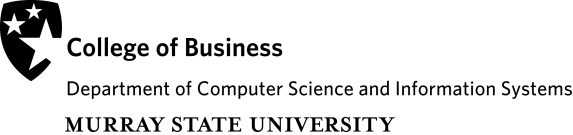 College of Business
Department of Computer Science and Information Systems
MURRAY STATE UNIVERSITY